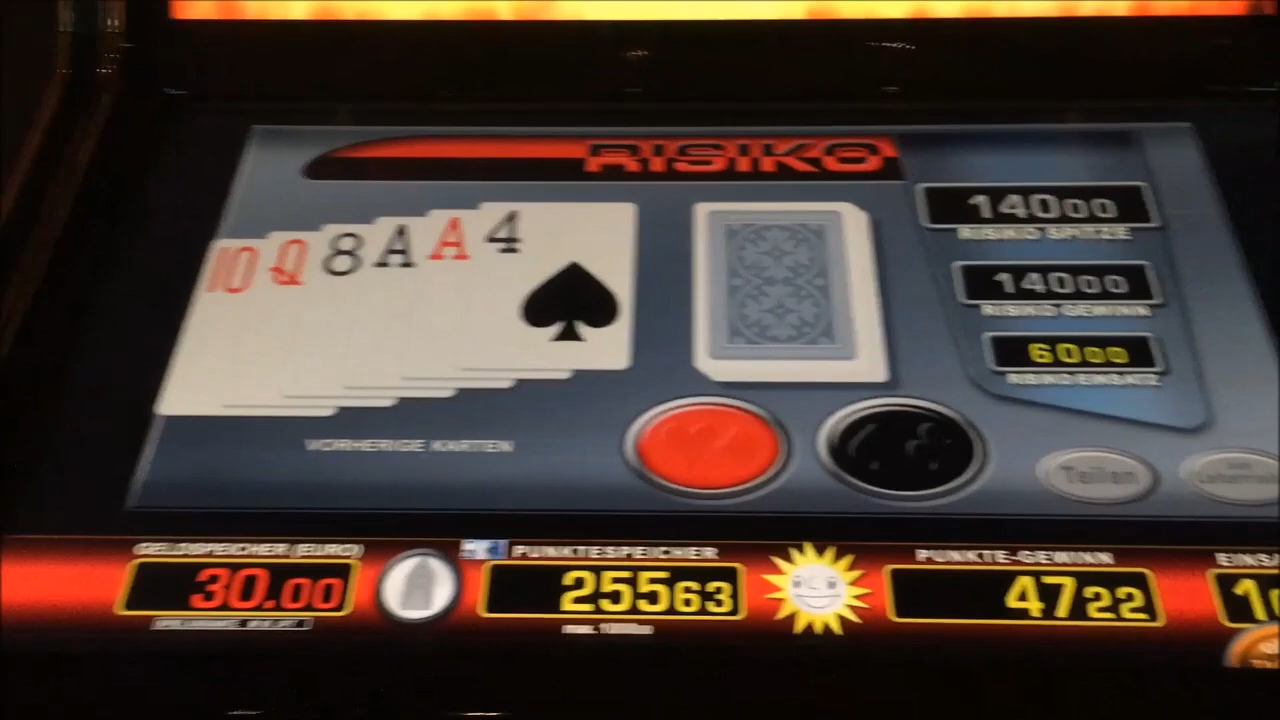 RISIKO
10 Q 8 A A 4
14000
RISIKO SPITZE
14000
RISIKO GEWINN
6000
RISIKO EINSATZ
VORHERIGE KARTEN
Teilen
GELDSPEICHER (EURO)
30.00
PUNKTESPEICHER
25563
PUNKTE-GEWINN
4722
EINSA